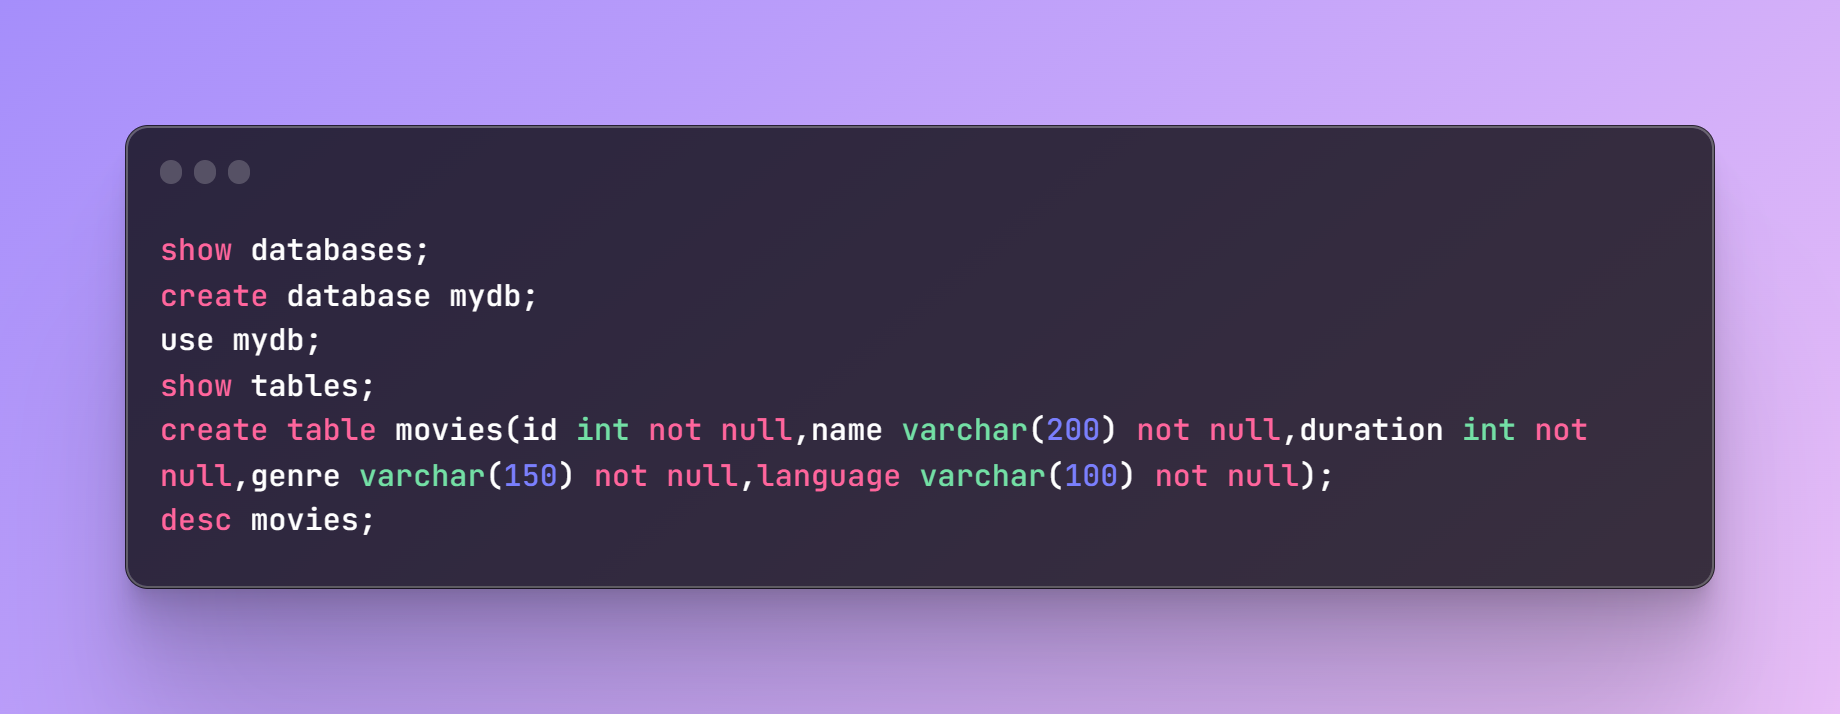 show databases;
create database mydb;
use mydb;
show tables;
create table movies(id int not null,name varchar(200) not null,duration int not
null,genre varchar(150) not null,language varchar(100) not null);
desc movies;